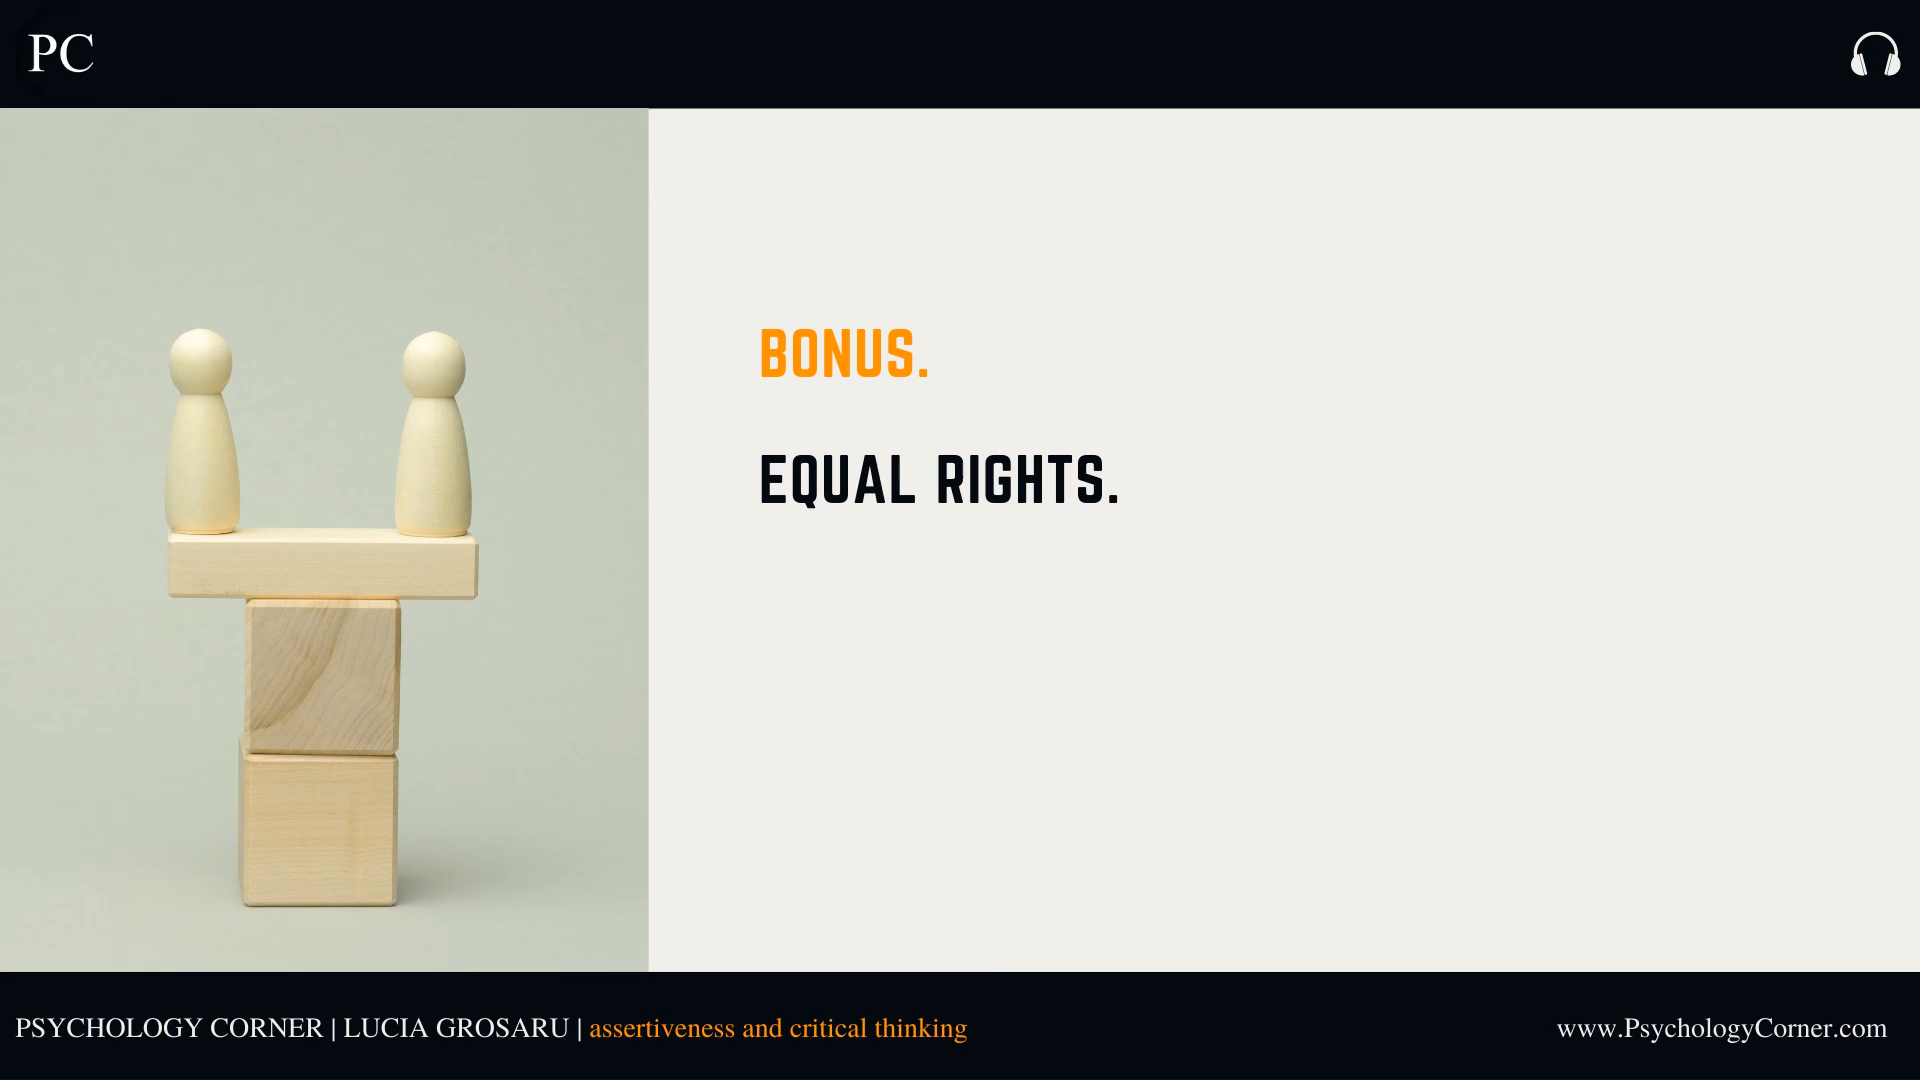 PC
BONUS.
EQUAL RIGHTS.
PSYCHOLOGY CORNER | LUCIA GROSARU | assertiveness and critical thinking
www.PsychologyCorner.com